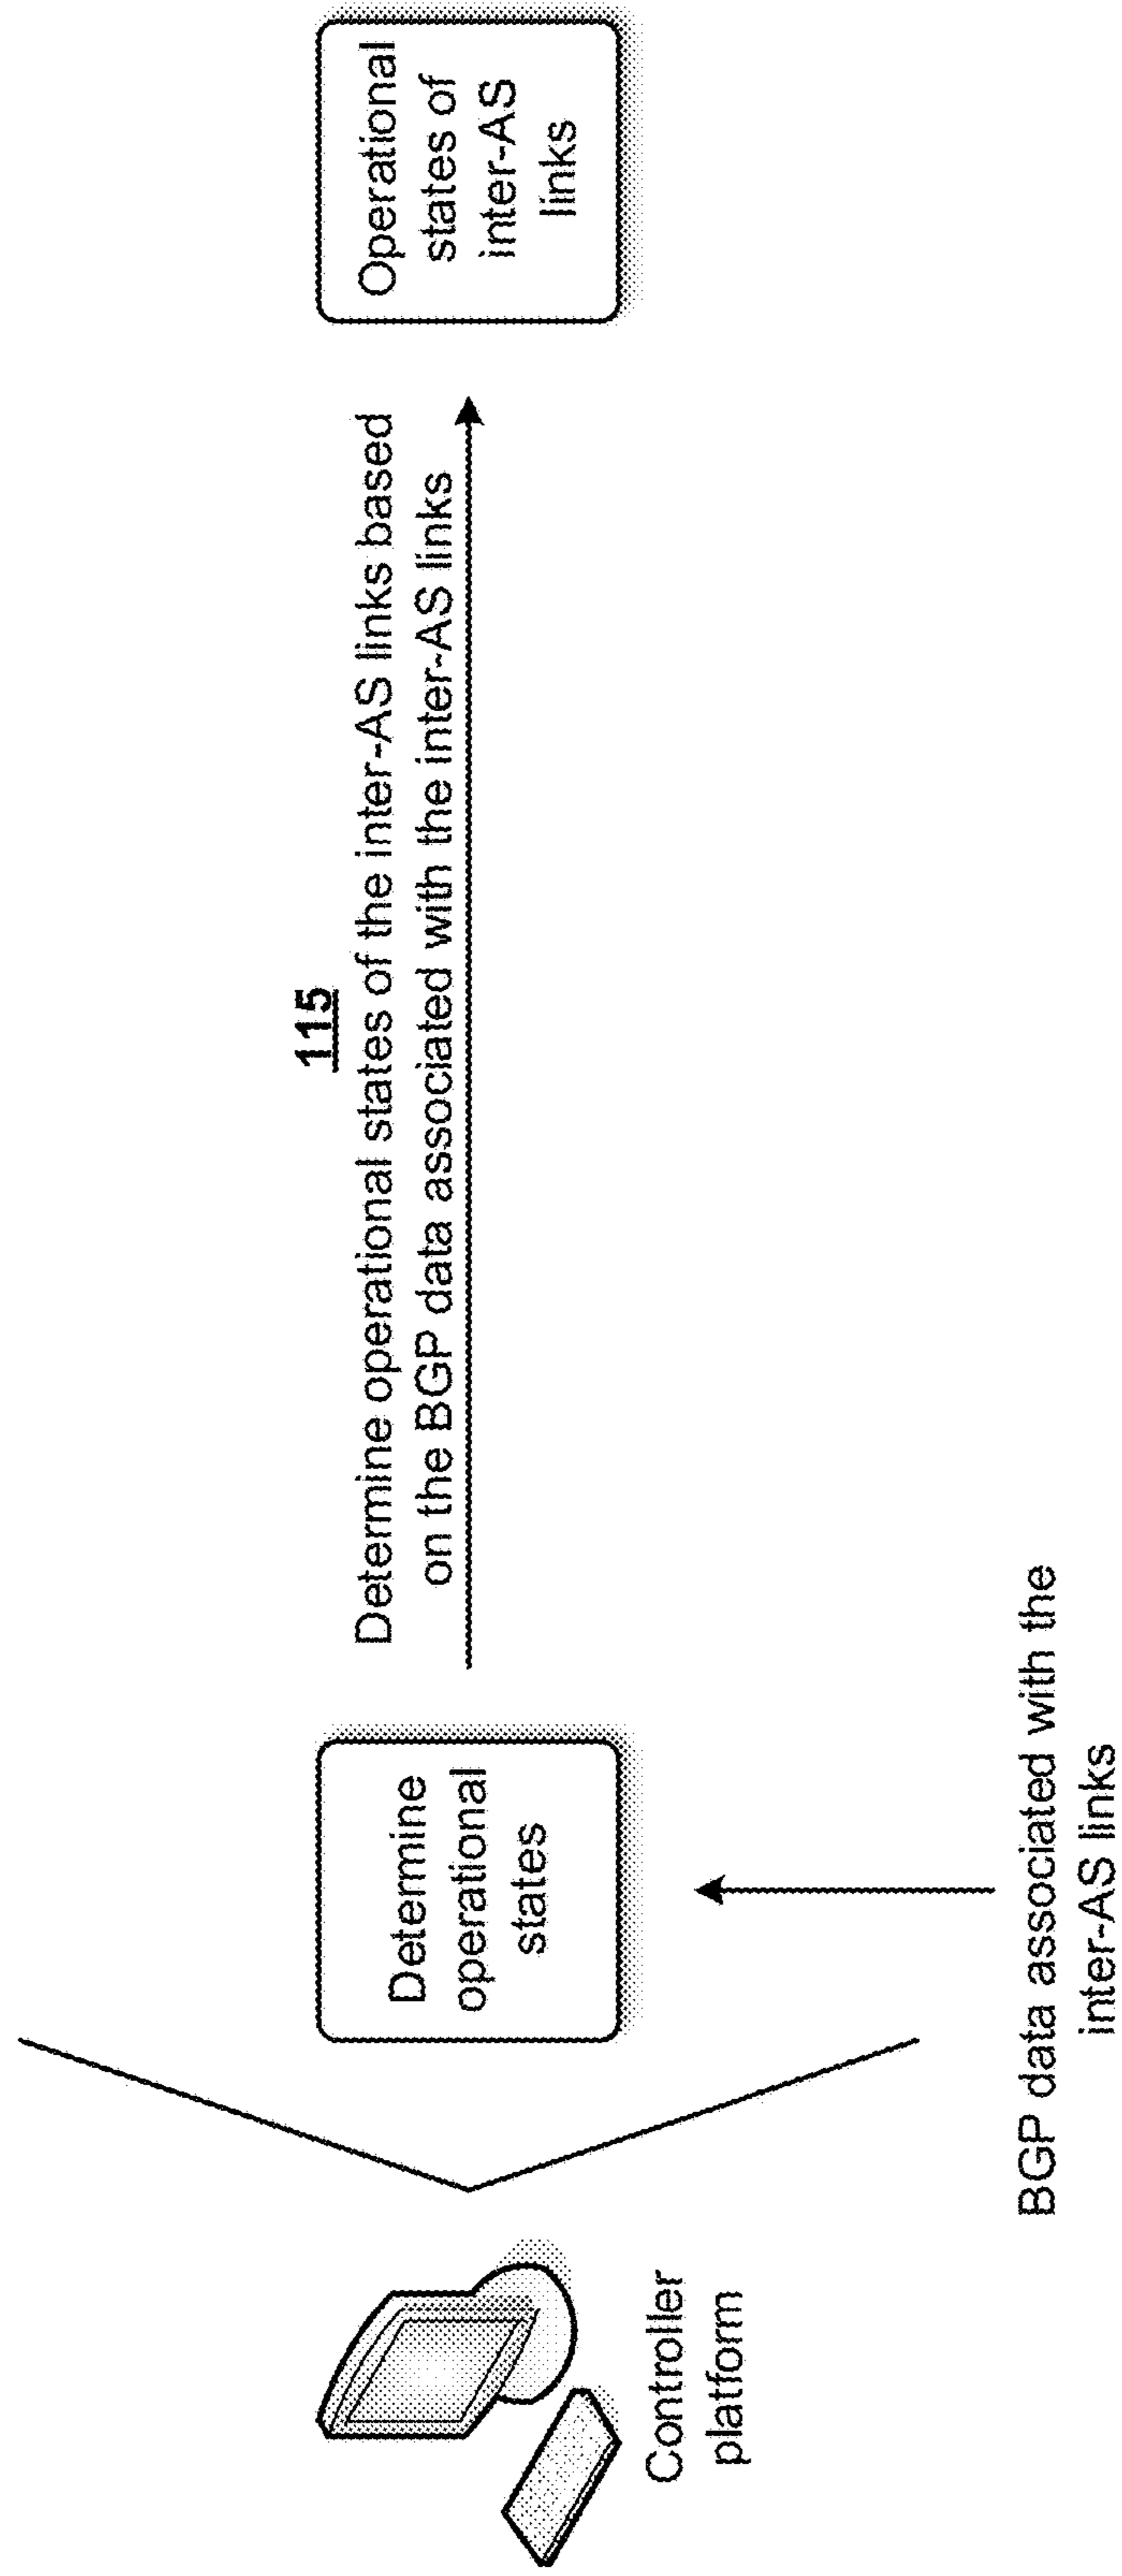 Controller
platform
BGP data associated with the
inter-AS links
Determine
operational
states
115
Determine operational states of the inter-AS links based
on the BGP data associated with the inter-AS links
Operational
states of
inter-AS
links